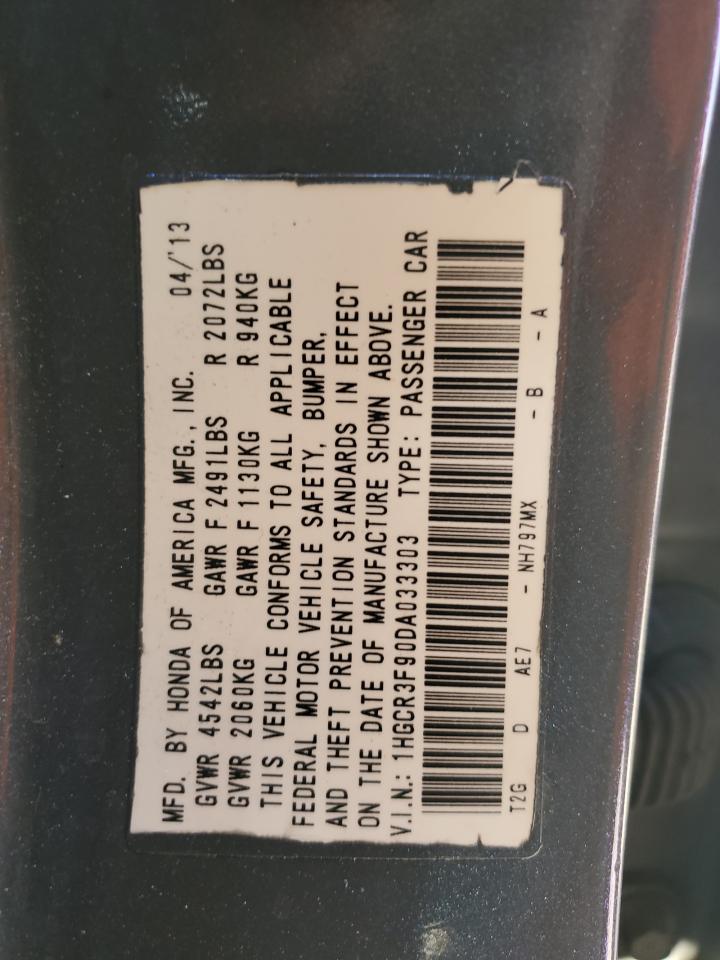 MFD. BY HONDA OF AMERICA MFG., INC. 04/'13
GVWR 4542LBS GAWR F 2491LBS R 2072LBS
GVWR 2060KG GAWR F 1130KG R 940KG
THIS VEHICLE CONFORMS TO ALL APPLICABLE
FEDERAL MOTOR VEHICLE SAFETY, BUMPER,
AND THEFT PREVENTION STANDARDS IN EFFECT
ON THE DATE OF MANUFACTURE SHOWN ABOVE.
V.I.N.: 1HGCR3F90DA033303 TYPE: PASSENGER CAR
T2G D AE7 - NH797MX - B - A